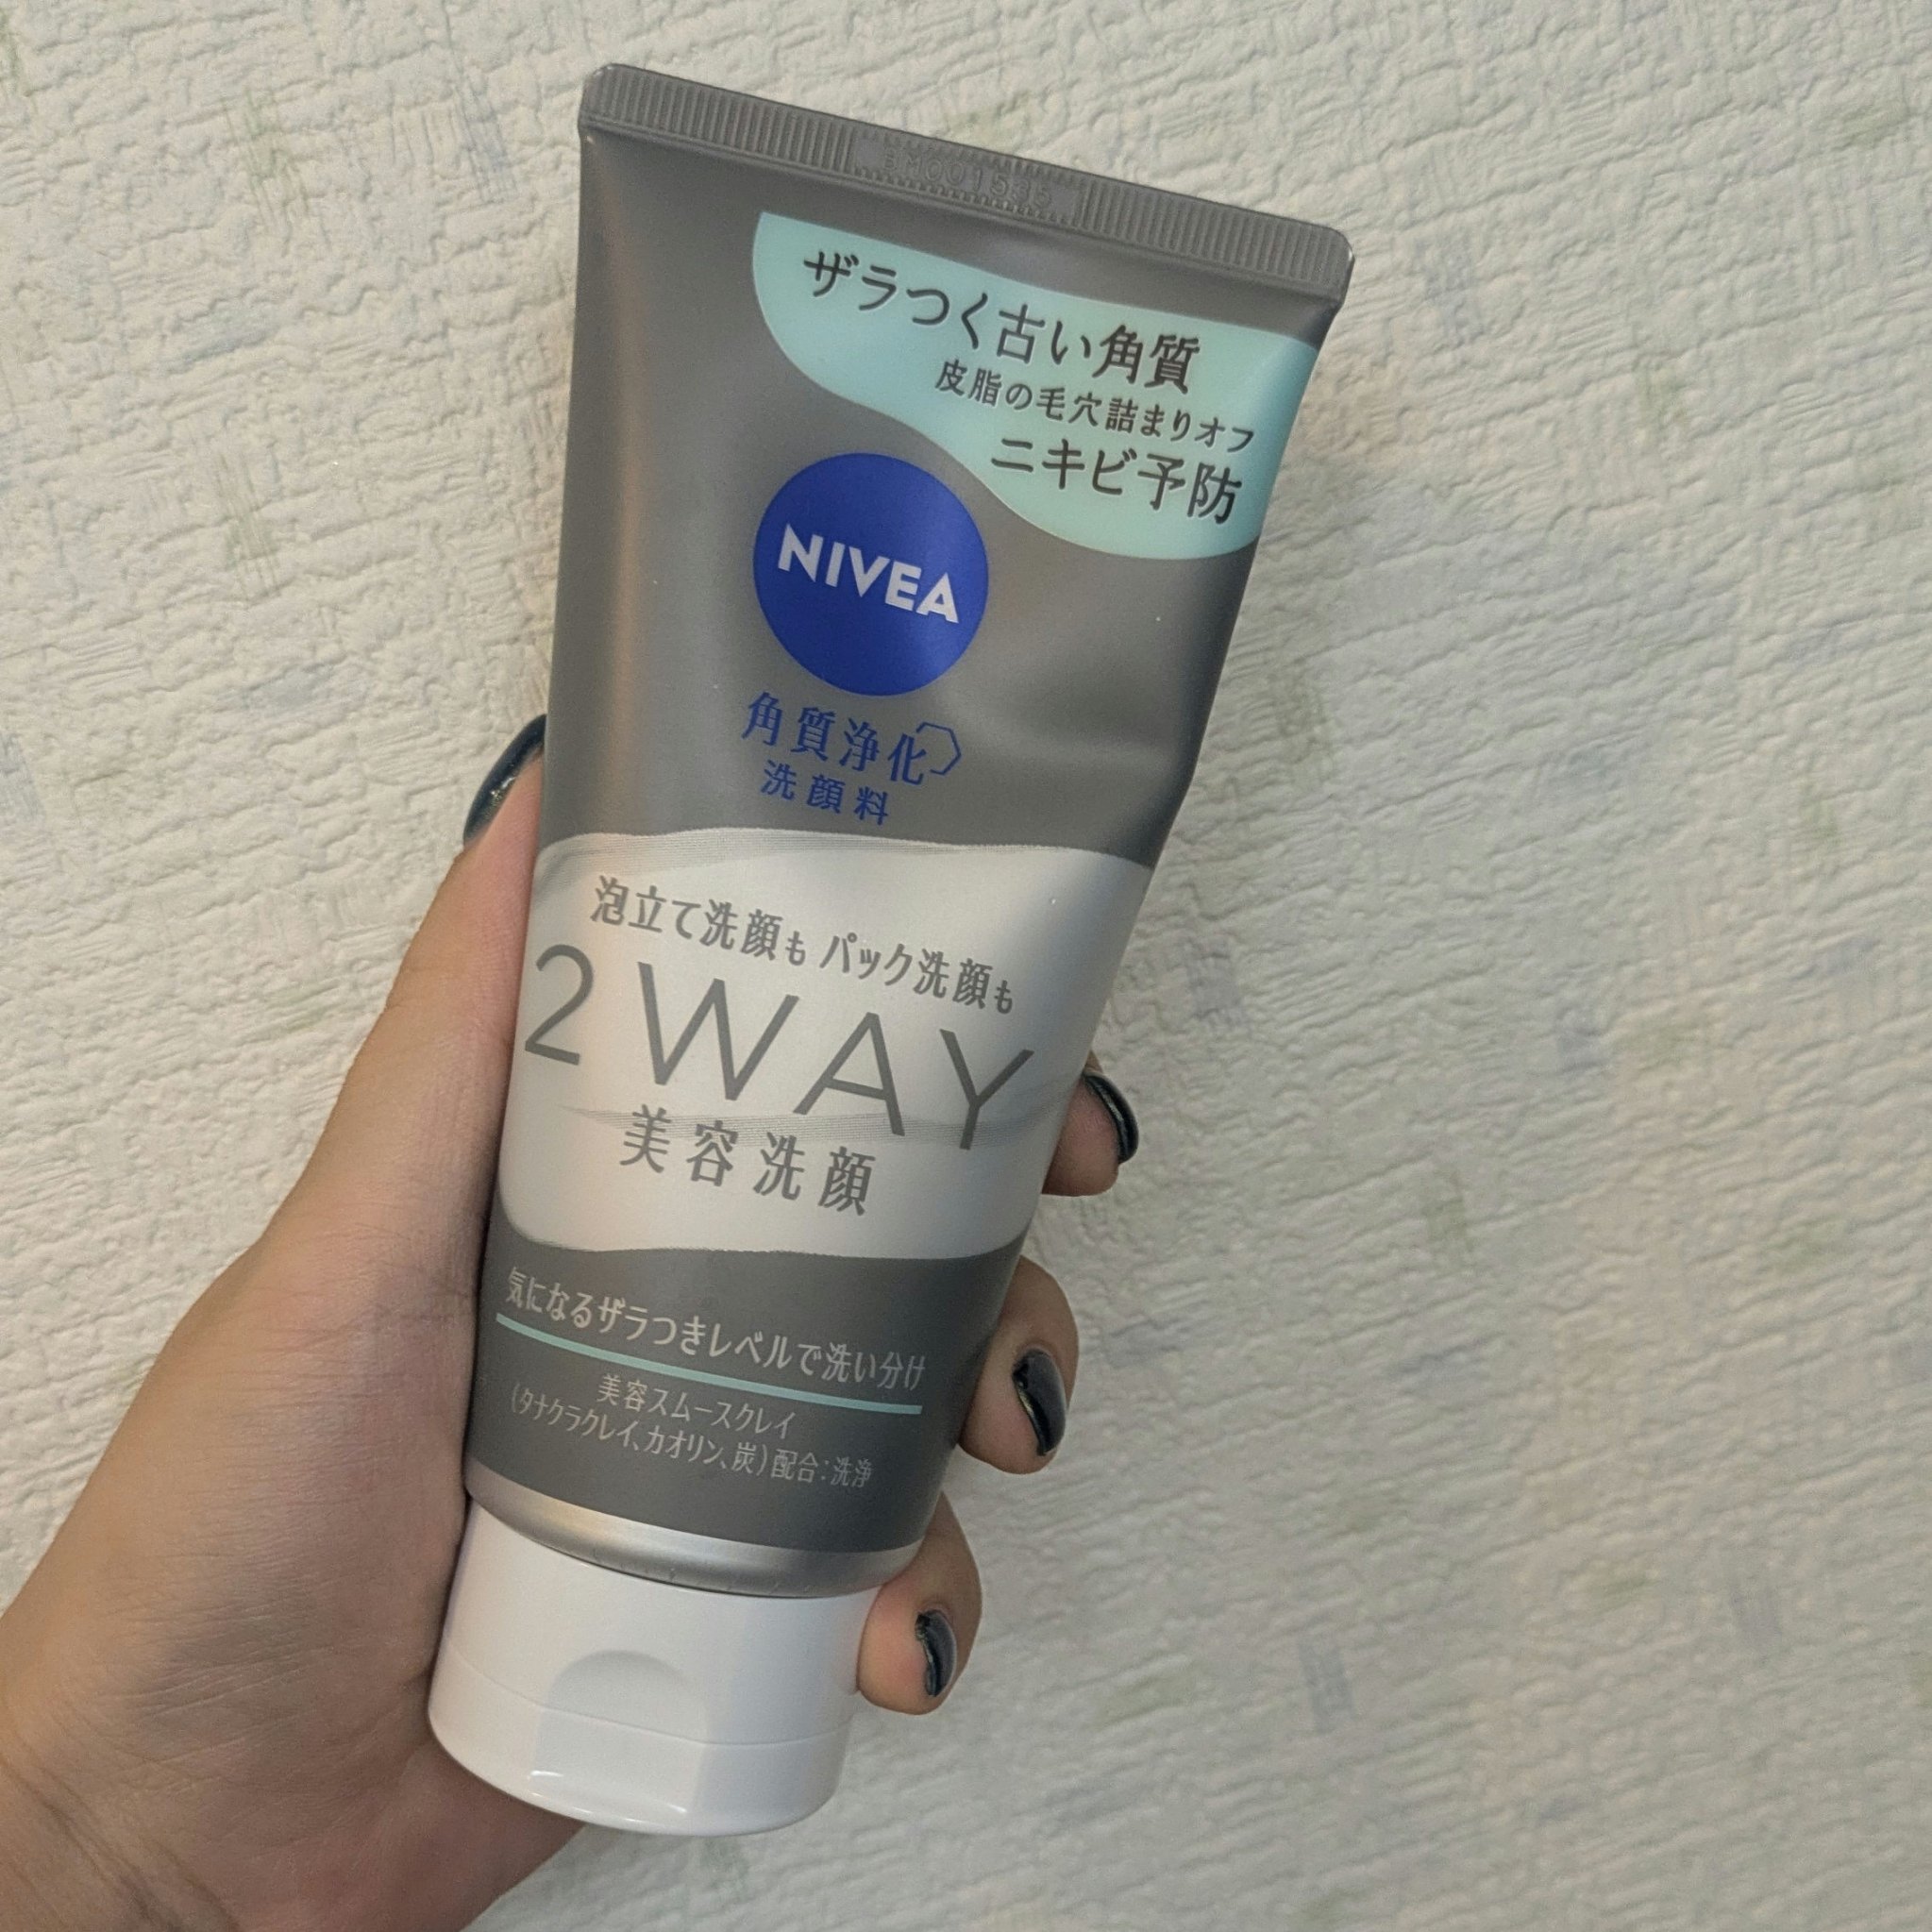 BM001535
ザラつく古い角質
皮脂の毛穴詰まりオフ
ニキビ予防
NIVEA
角質浄化
洗顔料
泡立て洗顔も パック洗顔も
2WAY
美容洗顔
気になるザラつきレベルで洗い分け
美容スムースクレイ
(タナクラクレイ、カオリン、炭)配合:洗浄